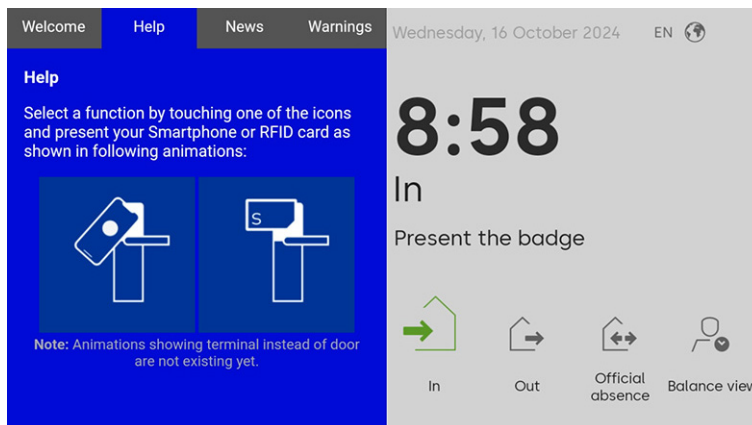 Welcome Help News Warnings
Help
Select a function by touching one of the icons
and present your Smartphone or RFID card as
shown in following animations:
S
Note: Animations showing terminal instead of door
are not existing yet.
Wednesday, 16 October 2024 EN
8:58
In
Present the badge
In
Out
Official
absence
Balance view